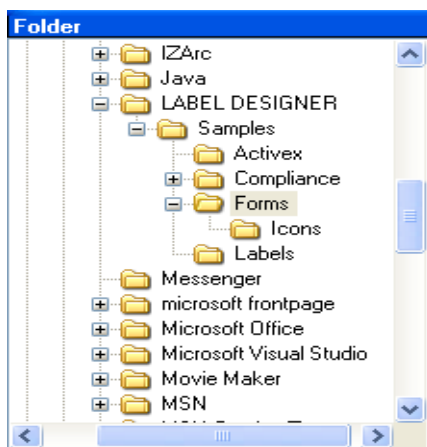 Folder
IZArc
Java
LABEL DESIGNER
Samples
Activex
Compliance
Forms
Icons
Labels
Messenger
microsoft frontpage
Microsoft Office
Microsoft Visual Studio
Movie Maker
MSN